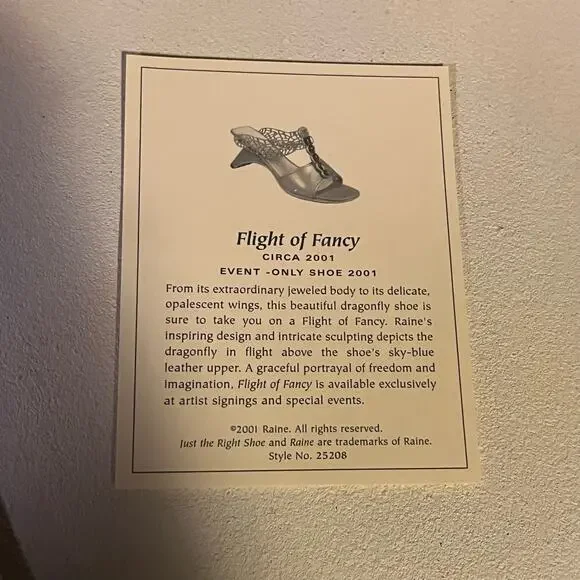 Flight of Fancy
CIRCA 2001
EVENT -ONLY SHOE 2001
From its extraordinary jeweled body to its delicate,
opalescent wings, this beautiful dragonfly shoe is
sure to take you on a Flight of Fancy. Raine's
inspiring design and intricate sculpting depicts the
dragonfly in flight above the shoe's sky-blue
leather upper. A graceful portrayal of freedom and
imagination, Flight of Fancy is available exclusively
at artist signings and special events.
©2001 Raine. All rights reserved.
Just the Right Shoe and Raine are trademarks of Raine.
Style No. 25208